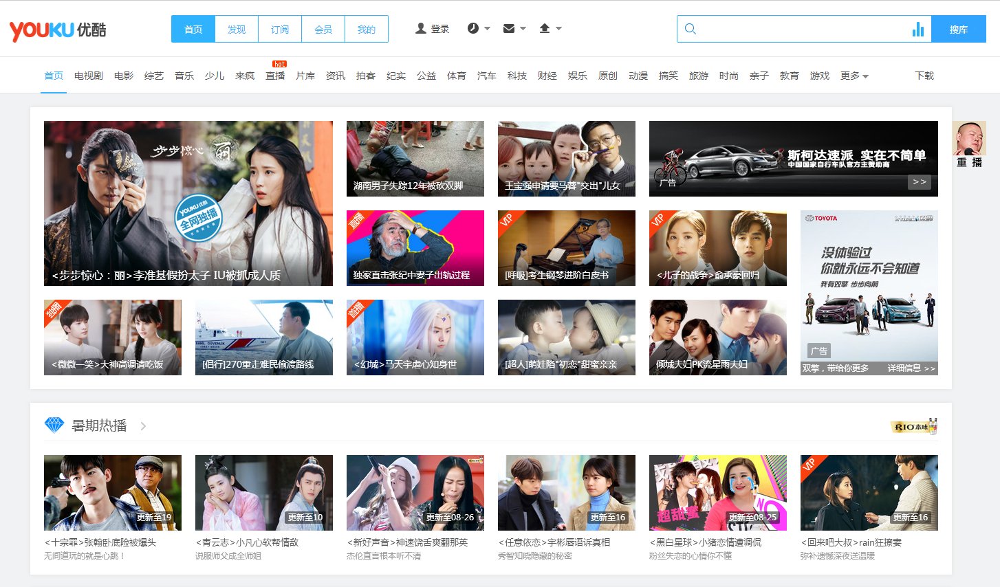 YOUKU 优酷
首页 发现 订阅 会员 我的 登录 搜库
hot
首页 电视剧 电影 综艺 音乐 少儿 来疯 直播 片库 资讯 拍客 纪实 公益 体育 汽车 科技 财经 娱乐 原创 动漫 搞笑 旅游 时尚 亲子 教育 游戏 更多 下载
步步惊心 丽
YOUKU 优酷
全网独播
<步步惊心：丽>李准基假扮太子 IU被抓成人质
湖南男子失踪12年被砍双脚
王宝强申请要马蓉"交出"儿女
斯柯达速派 实在不简单
中国国家自行车队官方主赞助商
广告
>>
重 播
直播
独家直击张纪中妻子出轨过程
VIP
[呼吸]考生钢琴进阶白皮书
VIP
<儿子的战争>俞承豪回归
TOYOTA
没体验过
你就永远不会知道
我有双擎 步步向前
广告
双擎，带给你更多 详细信息 >>
独播
<微微一笑>大神高调请吃饭
SAHİL GÜVENLİK
[侣行]270重走难民偷渡路线
首播
<幻城>马天宇虐心知身世
[超人]萌娃陷"初恋"甜蜜亲亲
倾城夫妇PK流星雨夫妇
暑期热播 >
RIO本味
更新至19
<十宗罪>张翰卧底险被爆头
无间道玩的就是心跳！
更新至10
<青云志>小凡心软帮情敌
说服师父成全师姐
更新至08-26
<新好声音>神速饶舌爽翻那英
杰伦直言根本听不清
更新至16
<任意依恋>宇彬唇语诉真相
秀智知晓隐藏的秘密
超甜蜜
更新至08-25
<黑白星球>小猪恋情遭调侃
粉丝失恋的心情你不懂
VIP
更新至16
<回来吧大叔>rain狂撩妻
弥补遗憾深夜送温暖